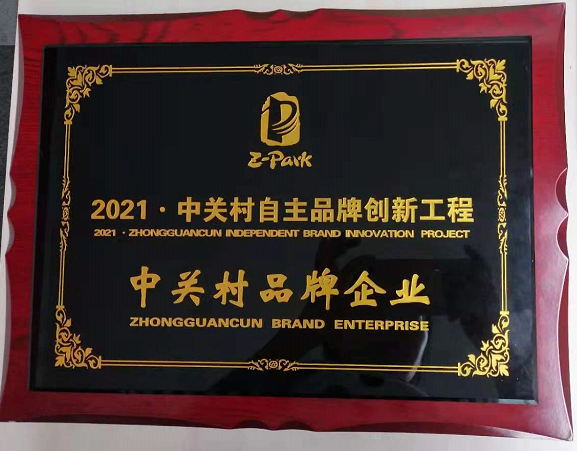 Z-Park
2021·中关村自主品牌创新工程
2021 · ZHONGGUANCUN INDEPENDENT BRAND INNOVATION PROJECT
中关村品牌企业
ZHONGGUANCUN BRAND ENTERPRISE